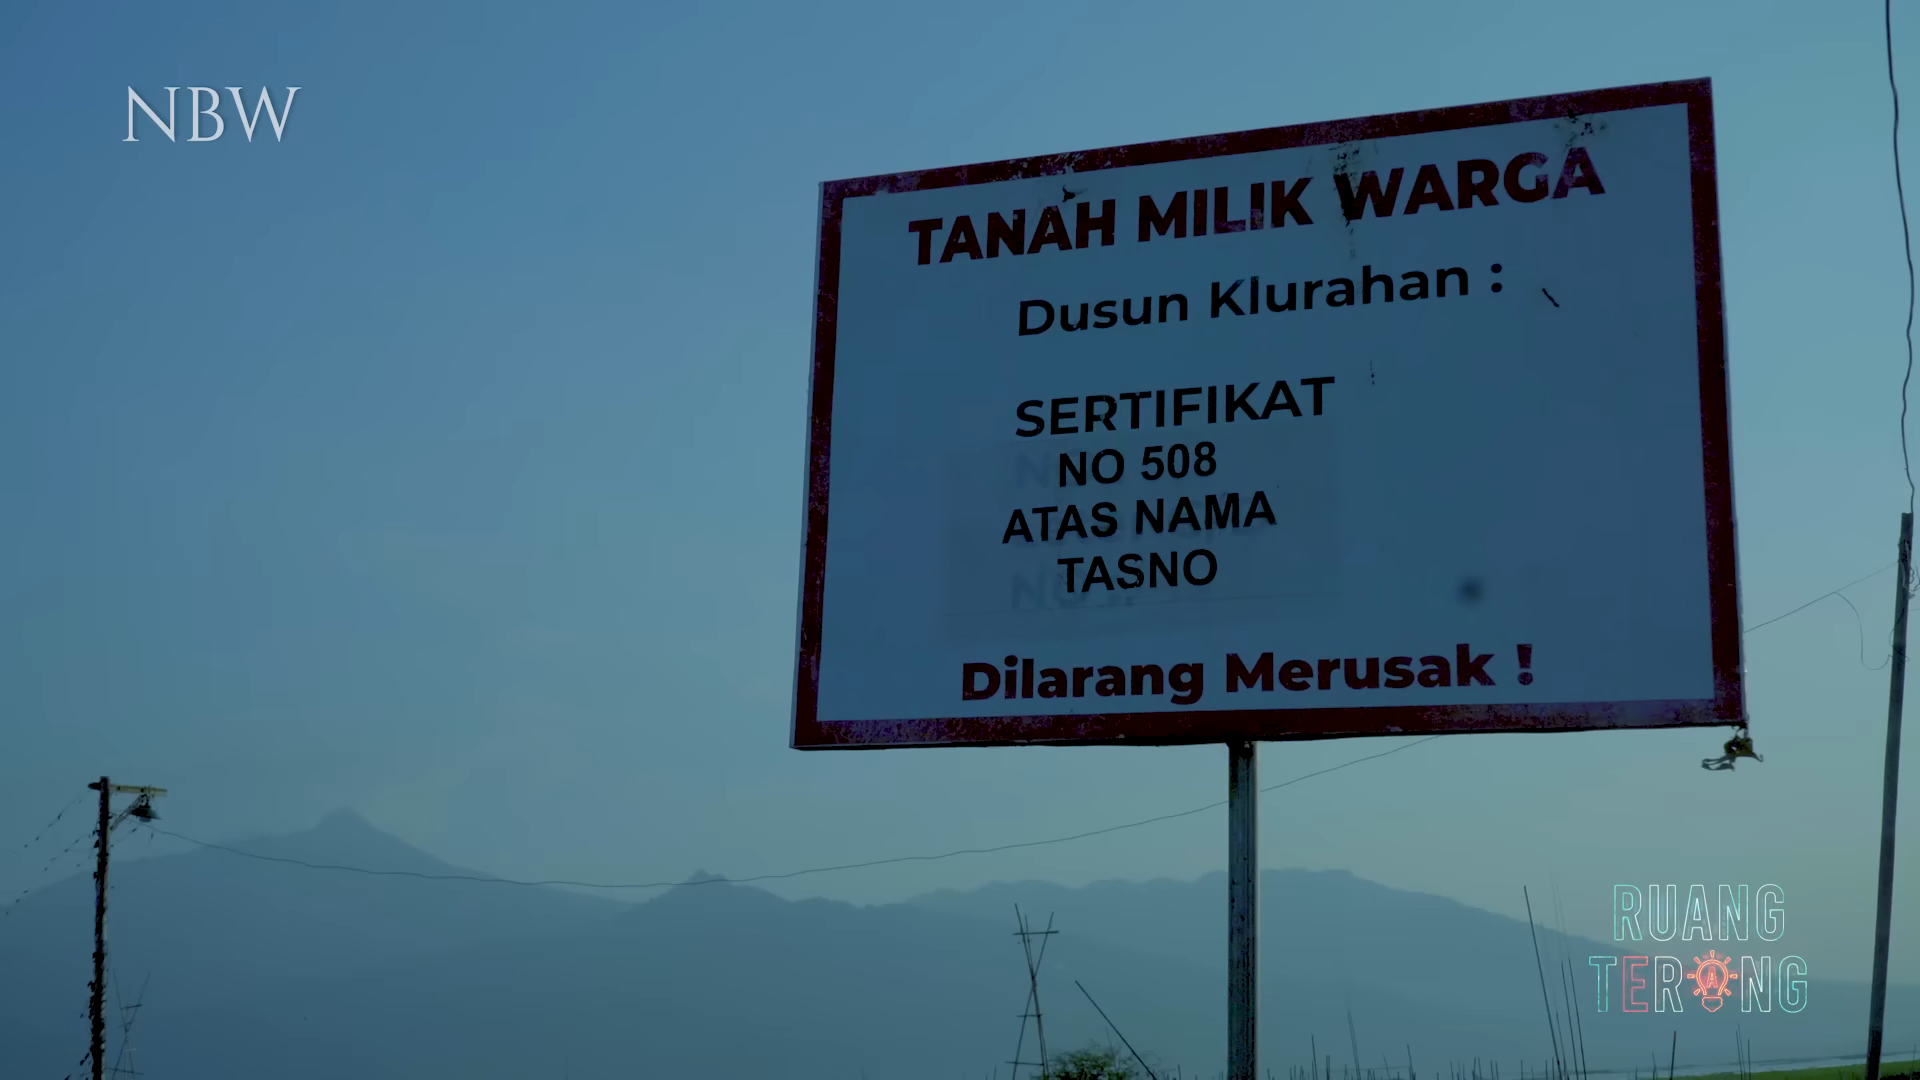 NBW
TANAH MILIK WARGA
Dusun Klurahan :
SERTIFIKAT
NO 508
ATAS NAMA
TASNO
Dilarang Merusak !
RUANG
TERANG